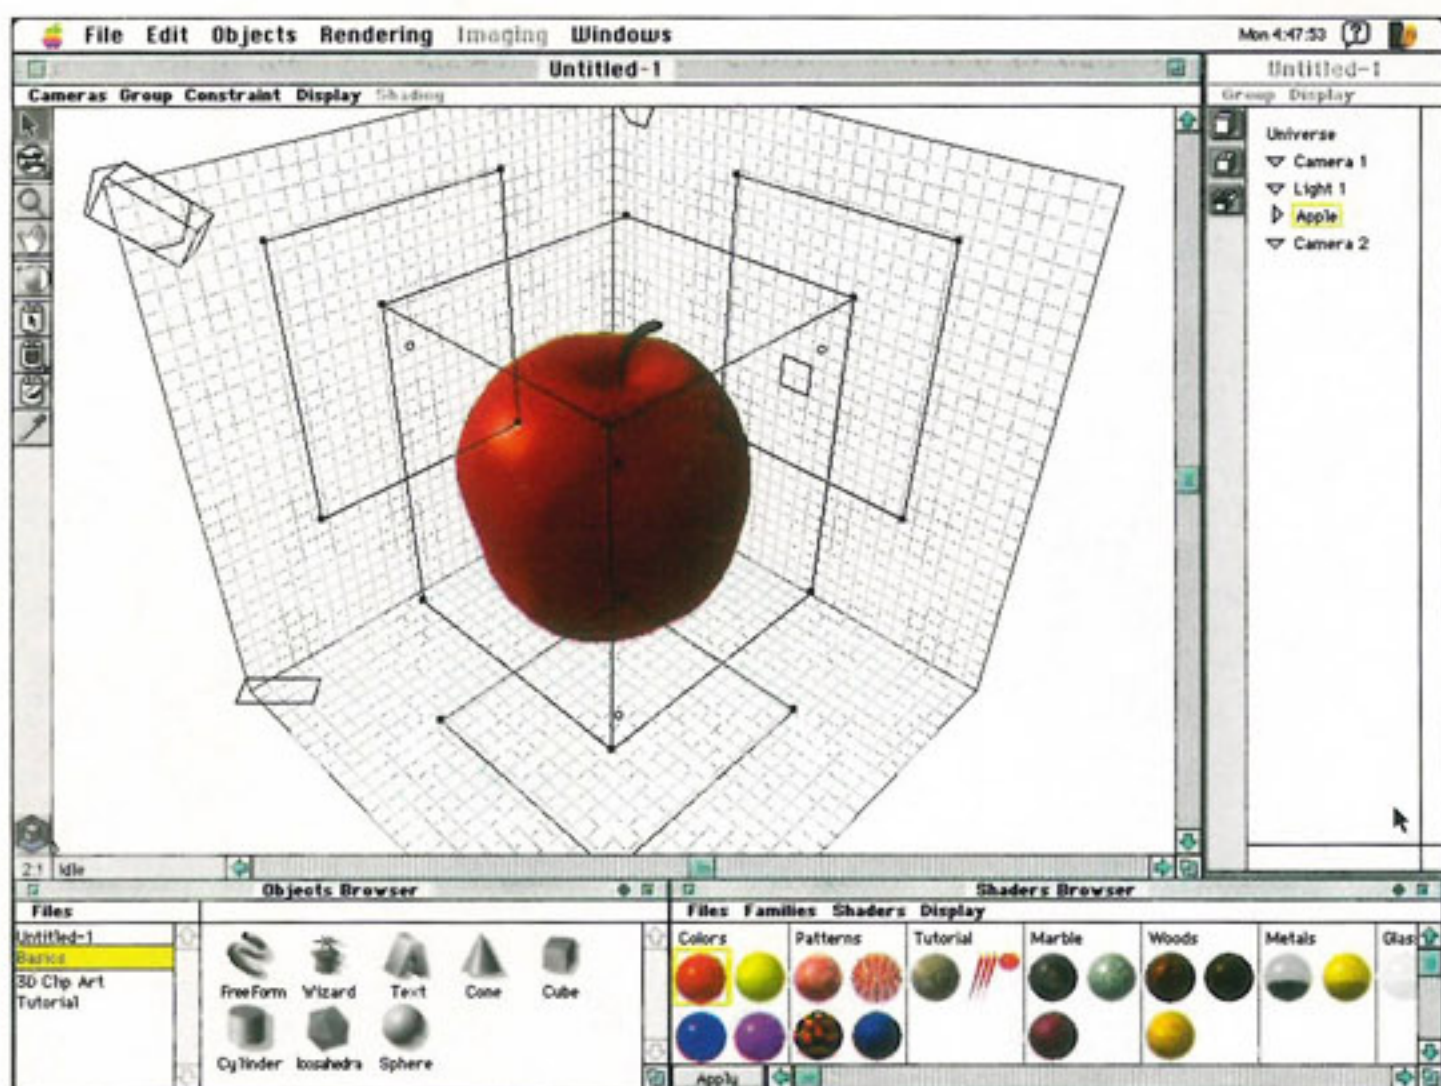 File Edit Objects Rendering Imaging Windows
Mon 4:47:53
Untitled-1
Untitled-1
Cameras Group Constraint Display Shading
Group Display
Universe
Camera 1
Light 1
Apple
Camera 2
2:1 Idle
Objects Browser
Files
Untitled-1
Basics
3D Clip Art
Tutorial
FreeForm Wizard Text Cone Cube
Cylinder Icosahedra Sphere
Shaders Browser
Files Families Shaders Display
Colors Patterns Tutorial Marble Woods Metals Glas
Apply